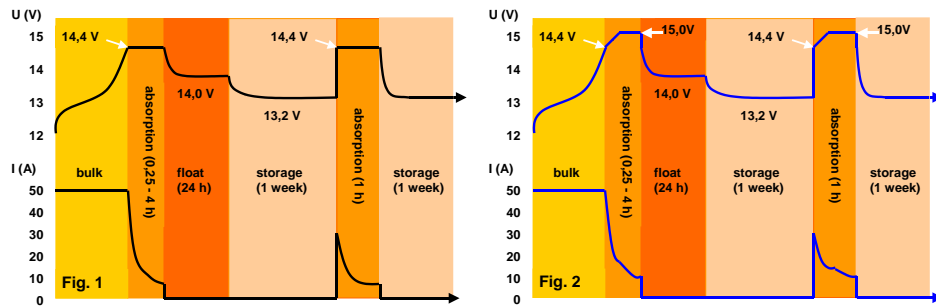 U (V)
15
14
13
12
14,4 V
14,0 V
13,2 V
14,4 V
absorption (0,25 - 4 h)
absorption (1 h)
I (A)
50
40
30
20
10
0
bulk
float
(24 h)
storage
(1 week)
storage
(1 week)
Fig. 1
U (V)
15
14
13
12
14,4 V
15,0V
14,0 V
13,2 V
14,4 V
15,0V
absorption (0,25 - 4 h)
absorption (1 h)
I (A)
50
40
30
20
10
0
bulk
float
(24 h)
storage
(1 week)
storage
(1 week)
Fig. 2